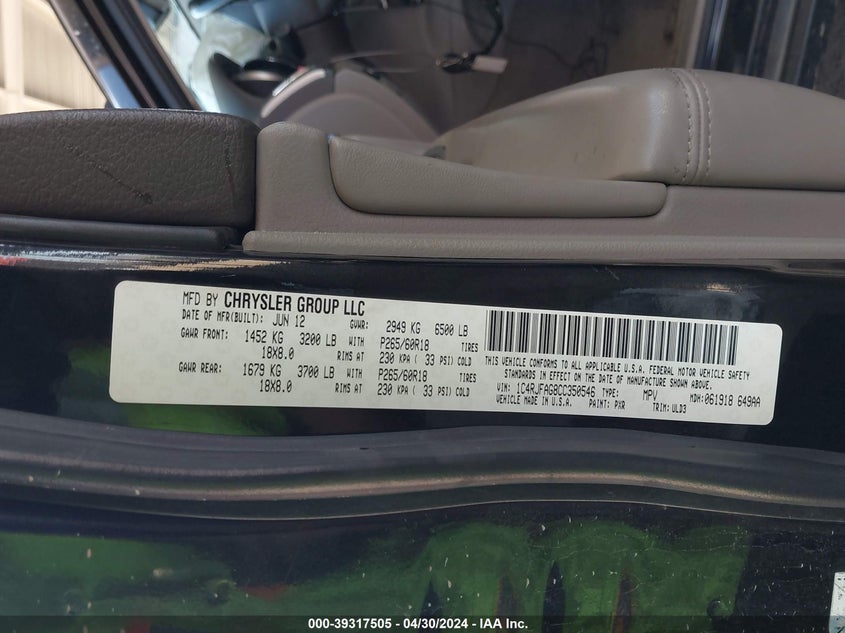 MFD BY CHRYSLER GROUP LLC
DATE OF MFR(BUILT): JUN 12 GVWR: 2949 KG 6500 LB
GAWR FRONT: 1452 KG 3200 LB WITH P265/60R18 TIRES
18X8.0 RIMS AT 230 KPA ( 33 PSI) COLD
GAWR REAR: 1679 KG 3700 LB WITH P265/60R18 TIRES
18X8.0 RIMS AT 230 KPA ( 33 PSI) COLD
THIS VEHICLE CONFORMS TO ALL APPLICABLE U.S.A. FEDERAL MOTOR VEHICLE SAFETY
STANDARDS IN EFFECT ON THE DATE OF MANUFACTURE SHOWN ABOVE.
VIN: 1C4RJFAG8CC350546 TYPE: MPV MDH:061918 649AA
VEHICLE MADE IN U.S.A. PAINT: PXR TRIM: ULD3
000-39317505 - 04/30/2024 - IAA Inc.